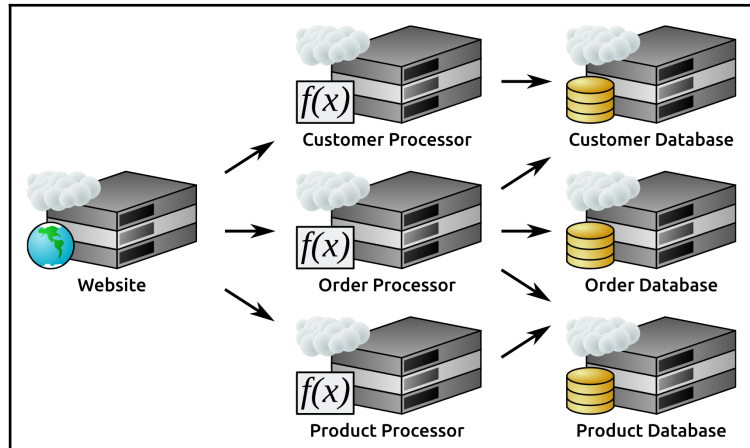 f(x)
Customer Processor
Customer Database
Website
f(x)
Order Processor
Order Database
f(x)
Product Processor
Product Database